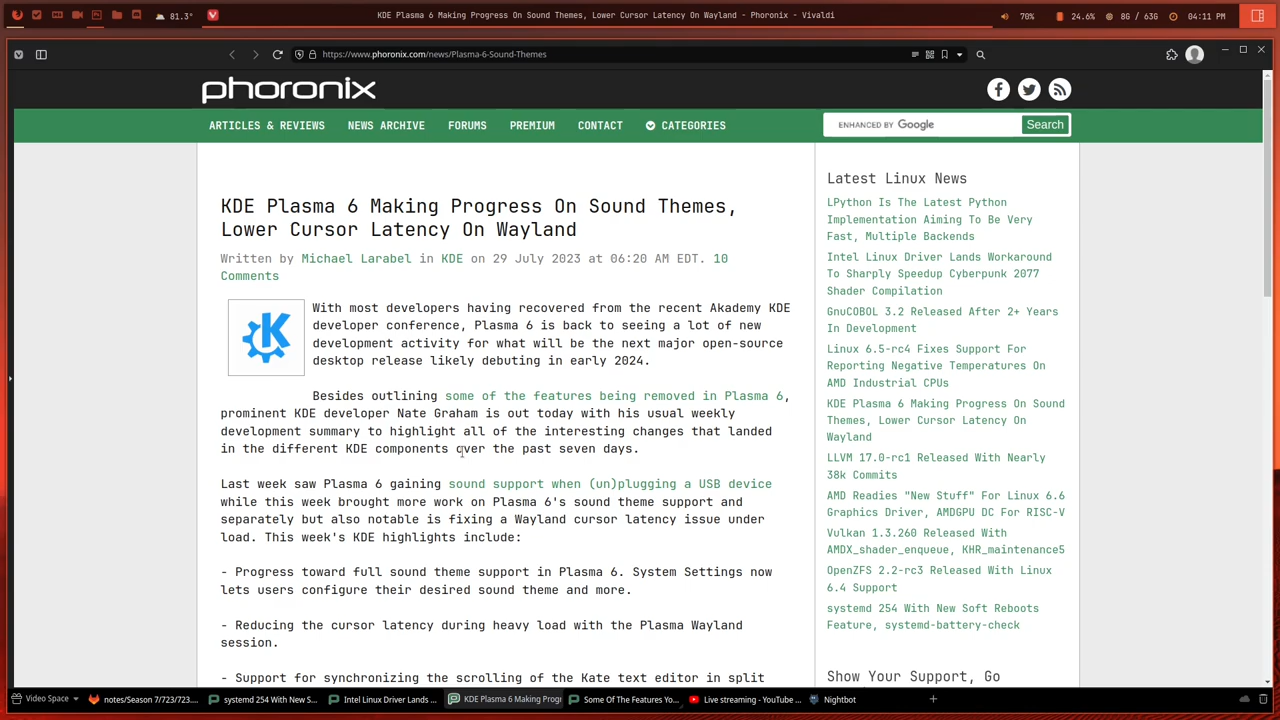 81.3°
KDE Plasma 6 Making Progress On Sound Themes, Lower Cursor Latency On Wayland - Phoronix - Vivaldi
70%
24.6%
8G / 63G
04:11 PM
https://www.phoronix.com/news/Plasma-6-Sound-Themes
phoronix
ARTICLES & REVIEWS
NEWS ARCHIVE
FORUMS
PREMIUM
CONTACT
CATEGORIES
ENHANCED BY Google
Search
KDE Plasma 6 Making Progress On Sound Themes,
Lower Cursor Latency On Wayland
Written by Michael Larabel in KDE on 29 July 2023 at 06:20 AM EDT. 10
Comments
With most developers having recovered from the recent Akademy KDE
developer conference, Plasma 6 is back to seeing a lot of new
development activity for what will be the next major open-source
desktop release likely debuting in early 2024.
Besides outlining some of the features being removed in Plasma 6,
prominent KDE developer Nate Graham is out today with his usual weekly
development summary to highlight all of the interesting changes that landed
in the different KDE components over the past seven days.
Last week saw Plasma 6 gaining sound support when (un)plugging a USB device
while this week brought more work on Plasma 6's sound theme support and
separately but also notable is fixing a Wayland cursor latency issue under
load. This week's KDE highlights include:
- Progress toward full sound theme support in Plasma 6. System Settings now
lets users configure their desired sound theme and more.
- Reducing the cursor latency during heavy load with the Plasma Wayland
session.
- Support for synchronizing the scrolling of the Kate text editor in split
Latest Linux News
LPython Is The Latest Python
Implementation Aiming To Be Very
Fast, Multiple Backends
Intel Linux Driver Lands Workaround
To Sharply Speedup Cyberpunk 2077
Shader Compilation
GnuCOBOL 3.2 Released After 2+ Years
In Development
Linux 6.5-rc4 Fixes Support For
Reporting Negative Temperatures On
AMD Industrial CPUs
KDE Plasma 6 Making Progress On Sound
Themes, Lower Cursor Latency On
Wayland
LLVM 17.0-rc1 Released With Nearly
38k Commits
AMD Readies "New Stuff" For Linux 6.6
Graphics Driver, AMDGPU DC For RISC-V
Vulkan 1.3.260 Released With
AMDX_shader_enqueue, KHR_maintenance5
OpenZFS 2.2-rc3 Released With Linux
6.4 Support
systemd 254 With New Soft Reboots
Feature, systemd-battery-check
Show Your Support, Go
Video Space
notes/Season 7/723/723...
systemd 254 With New S...
Intel Linux Driver Lands ...
KDE Plasma 6 Making Progr
Some Of The Features Yo...
Live streaming - YouTube ...
Nightbot